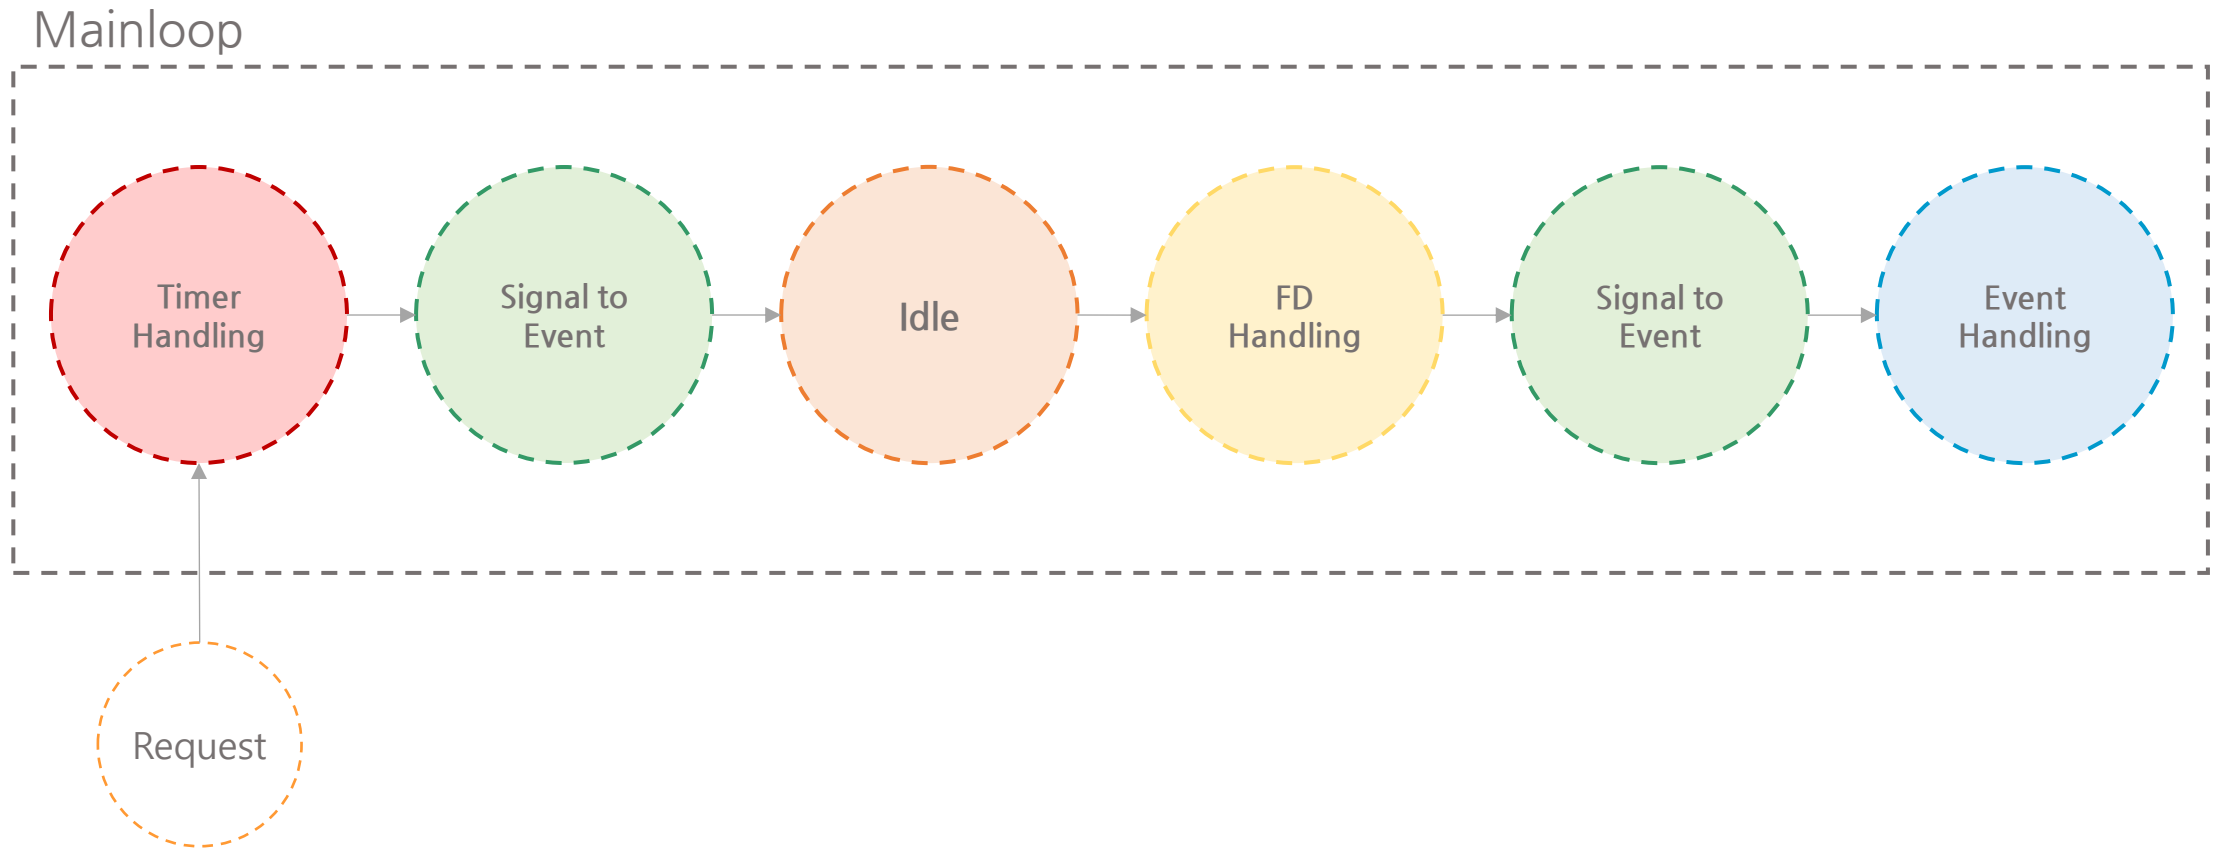 Mainloop
Timer
Handling
Signal to
Event
Idle
FD
Handling
Signal to
Event
Event
Handling
Request